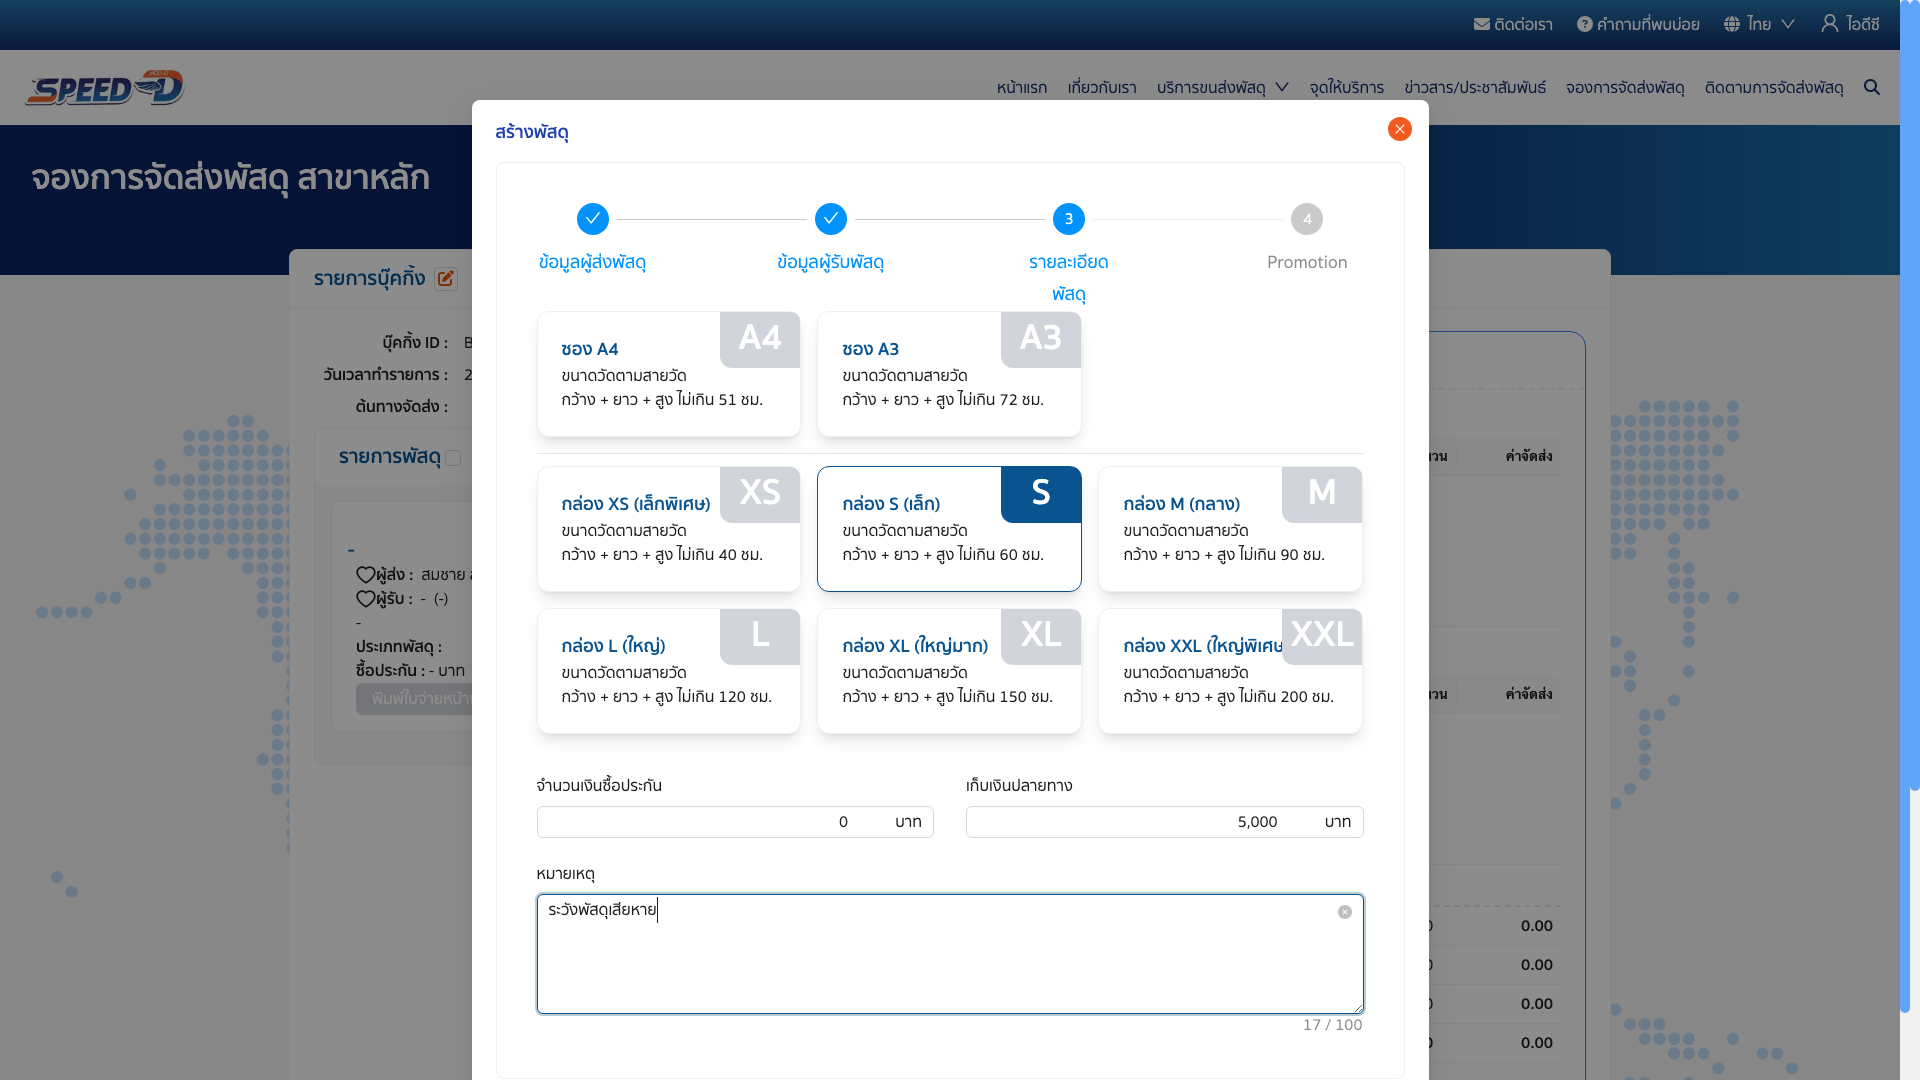 ติดต่อเรา
คำถามที่พบบ่อย
ไทย
ไอดีซี
SPEED-D
หน้าแรก
เกี่ยวกับเรา
บริการขนส่งพัสดุ
จุดให้บริการ
ข่าวสาร/ประชาสัมพันธ์
จองการจัดส่งพัสดุ
ติดตามการจัดส่งพัสดุ
จองการจัดส่งพัสดุ สาขาหลัก
รายการบุ๊คกิ้ง
บุ๊คกิ้ง ID :
วันเวลาทำรายการ : 2
ต้นทางจัดส่ง :
รายการพัสดุ
-
ผู้ส่ง : สมชาย
ผู้รับ : - (-)
-
ประเภทพัสดุ :
ซื้อประกัน : - บาท
สร้างพัสดุ
3
4
ข้อมูลผู้ส่งพัสดุ
ข้อมูลผู้รับพัสดุ
รายละเอียด
พัสดุ
Promotion
ซอง A4
A4
ขนาดวัดตามสายวัด
กว้าง + ยาว + สูง ไม่เกิน 51 ซม.
ซอง A3
A3
ขนาดวัดตามสายวัด
กว้าง + ยาว + สูง ไม่เกิน 72 ซม.
กล่อง XS (เล็กพิเศษ)
XS
ขนาดวัดตามสายวัด
กว้าง + ยาว + สูง ไม่เกิน 40 ซม.
กล่อง S (เล็ก)
S
ขนาดวัดตามสายวัด
กว้าง + ยาว + สูง ไม่เกิน 60 ซม.
กล่อง M (กลาง)
M
ขนาดวัดตามสายวัด
กว้าง + ยาว + สูง ไม่เกิน 90 ซม.
กล่อง L (ใหญ่)
L
ขนาดวัดตามสายวัด
กว้าง + ยาว + สูง ไม่เกิน 120 ซม.
กล่อง XL (ใหญ่มาก)
XL
ขนาดวัดตามสายวัด
กว้าง + ยาว + สูง ไม่เกิน 150 ซม.
กล่อง XXL (ใหญ่พิเศษ
XXL
ขนาดวัดตามสายวัด
กว้าง + ยาว + สูง ไม่เกิน 200 ซม.
จำนวนเงินซื้อประกัน
0 บาท
เก็บเงินปลายทาง
5,000 บาท
หมายเหตุ
ระวังพัสดุเสียหาย
17 / 100
ค่าจัดส่ง
ค่าจัดส่ง
0.00
0.00
0.00
0.00